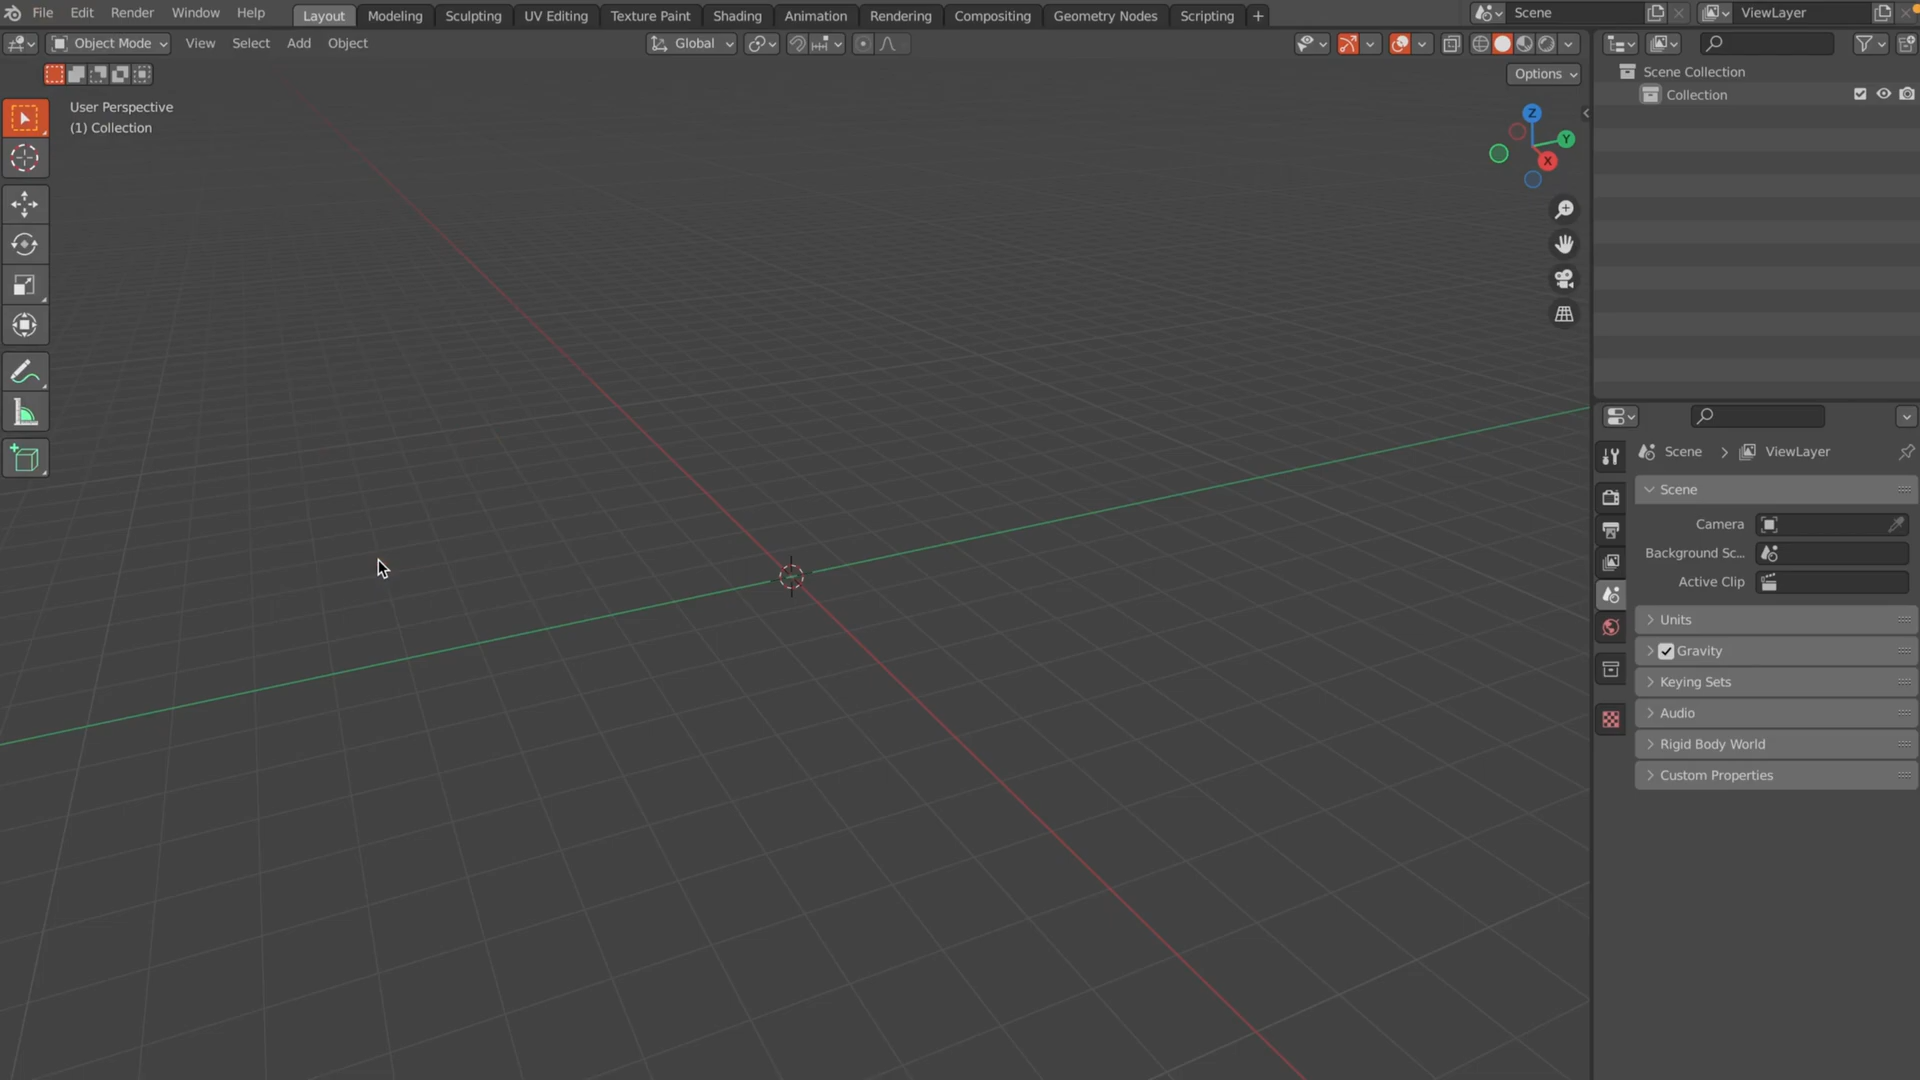 File Edit Render Window Help Layout Modeling Sculpting UV Editing Texture Paint Shading Animation Rendering Compositing Geometry Nodes Scripting + Scene ViewLayer
Object Mode View Select Add Object Global
Options
User Perspective
(1) Collection
Z
Y
X
Scene Collection
Collection
Scene > ViewLayer
Scene
Camera
Background Sc...
Active Clip
Units
Gravity
Keying Sets
Audio
Rigid Body World
Custom Properties